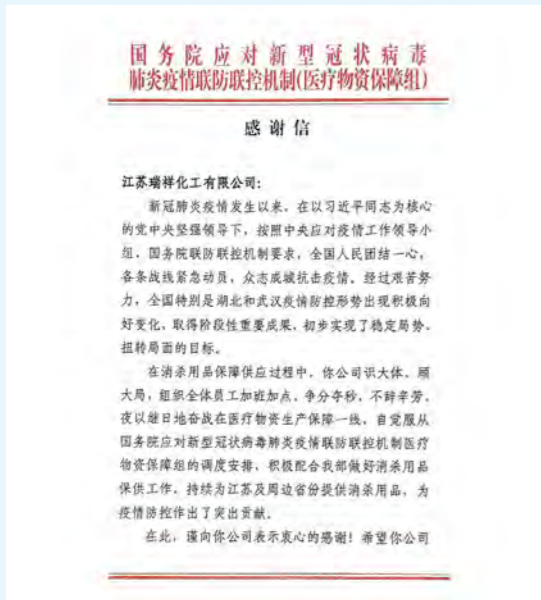 国务院应对新型冠状病毒
肺炎疫情联防联控机制(医疗物资保障组)
感谢信
江苏瑞祥化工有限公司:
新冠肺炎疫情发生以来,在以习近平同志为核心
的党中央坚强领导下,按照中央应对疫情工作领导小
组、国务院联防联控机制要求,全国人民团结一心,
各条战线紧急动员,众志成城抗击疫情。经过艰苦努
力,全国特别是湖北和武汉疫情防控形势出现积极向
好变化,取得阶段性重要成果,初步实现了稳定局势、
扭转局面的目标。
在消杀用品保障供应过程中,你公司识大体、顾
大局,组织全体员工加班加点、争分夺秒,不辞辛劳、
夜以继日地奋战在医疗物资生产保障一线,自觉服从
国务院应对新型冠状病毒肺炎疫情联防联控机制医疗
物资保障组的调度安排,积极配合我部做好消杀用品
保供工作,持续为江苏及周边省份提供消杀用品,为
疫情防控作出了突出贡献。
在此,谨向你公司表示衷心的感谢!希望你公司